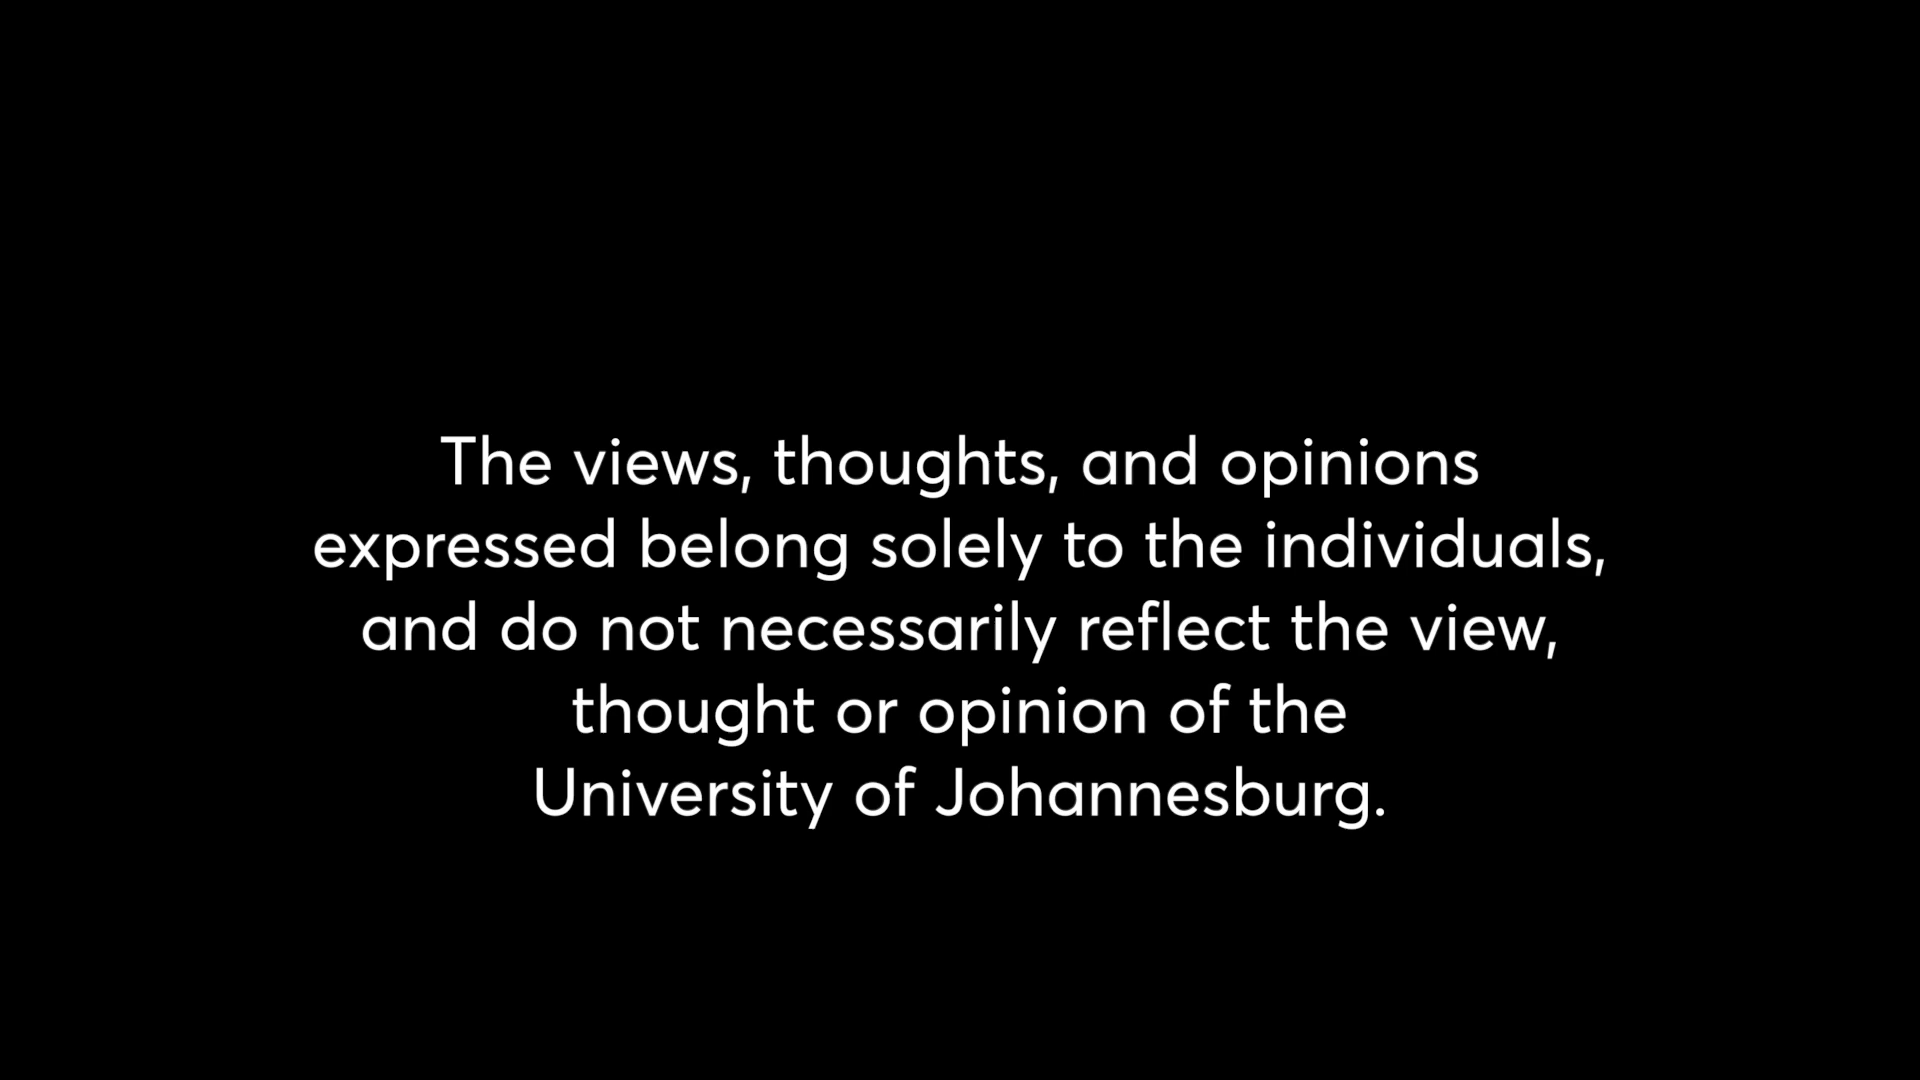 The views, thoughts, and opinions
expressed belong solely to the individuals,
and do not necessarily reflect the view,
thought or opinion of the
University of Johannesburg.